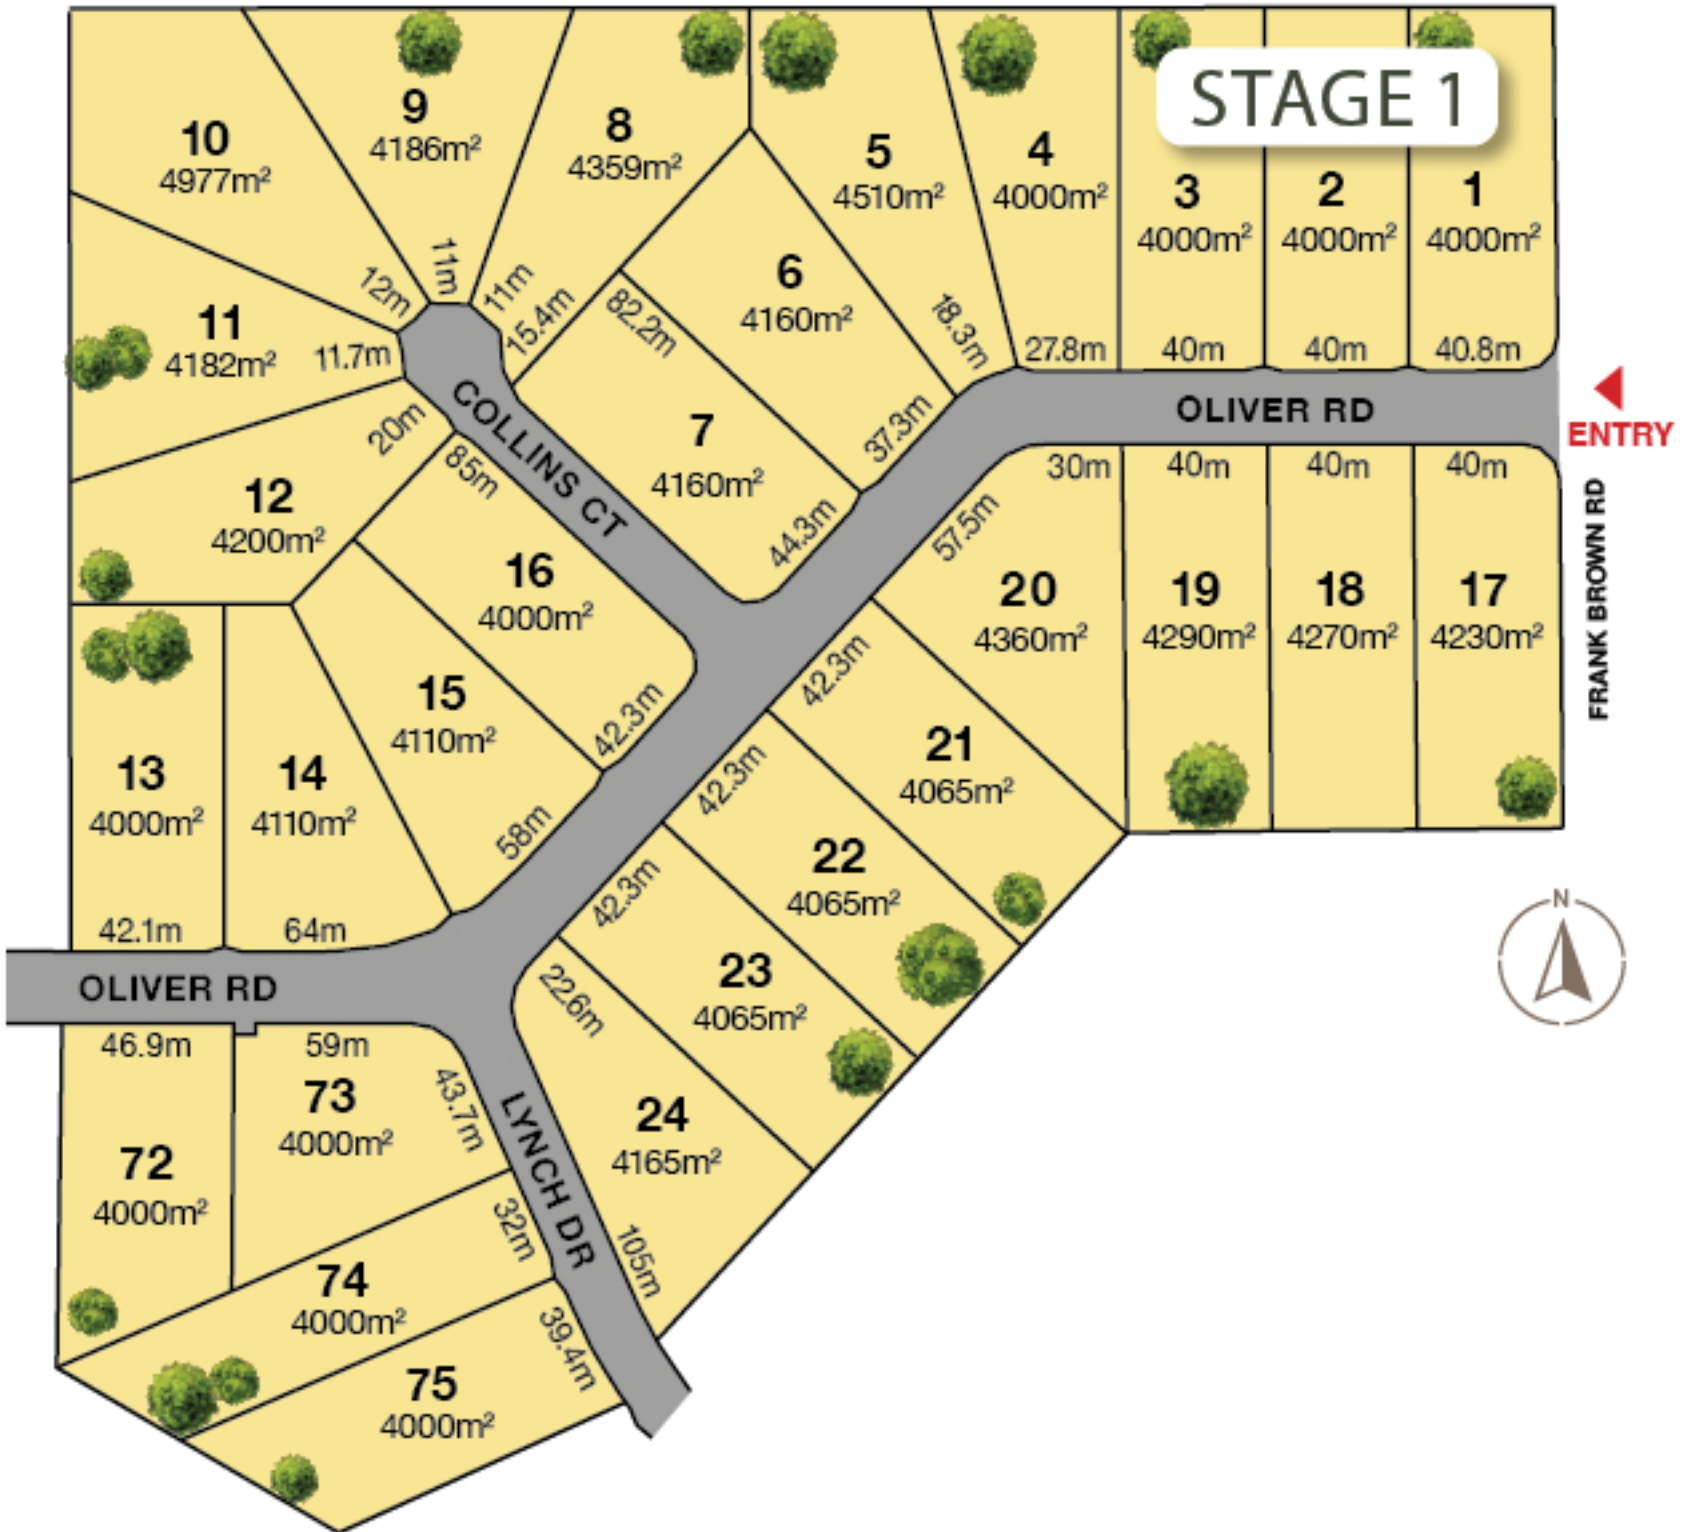 STAGE 1
10
4977m²
9
4186m²
8
4359m²
5
4510m²
4
4000m²
3
4000m²
2
4000m²
1
4000m²
12m
11m
11m
15.4m
6
4160m²
82.2m
18.3m
27.8m
40m
40m
40.8m
11
4182m²
11.7m
COLLINS CT
7
4160m²
37.3m
44.3m
OLIVER RD
ENTRY
FRANK BROWN RD
12
4200m²
20m
85m
16
4000m²
42.3m
30m
40m
40m
40m
57.5m
20
4360m²
19
4290m²
18
4270m²
17
4230m²
15
4110m²
58m
13
4000m²
42.1m
14
4110m²
64m
42.3m
21
4065m²
42.3m
22
4065m²
42.3m
23
4065m²
N
OLIVER RD
46.9m
59m
22.6m
72
4000m²
73
4000m²
43.7m
LYNCH DR
24
4165m²
105m
74
4000m²
32m
75
4000m²
39.4m